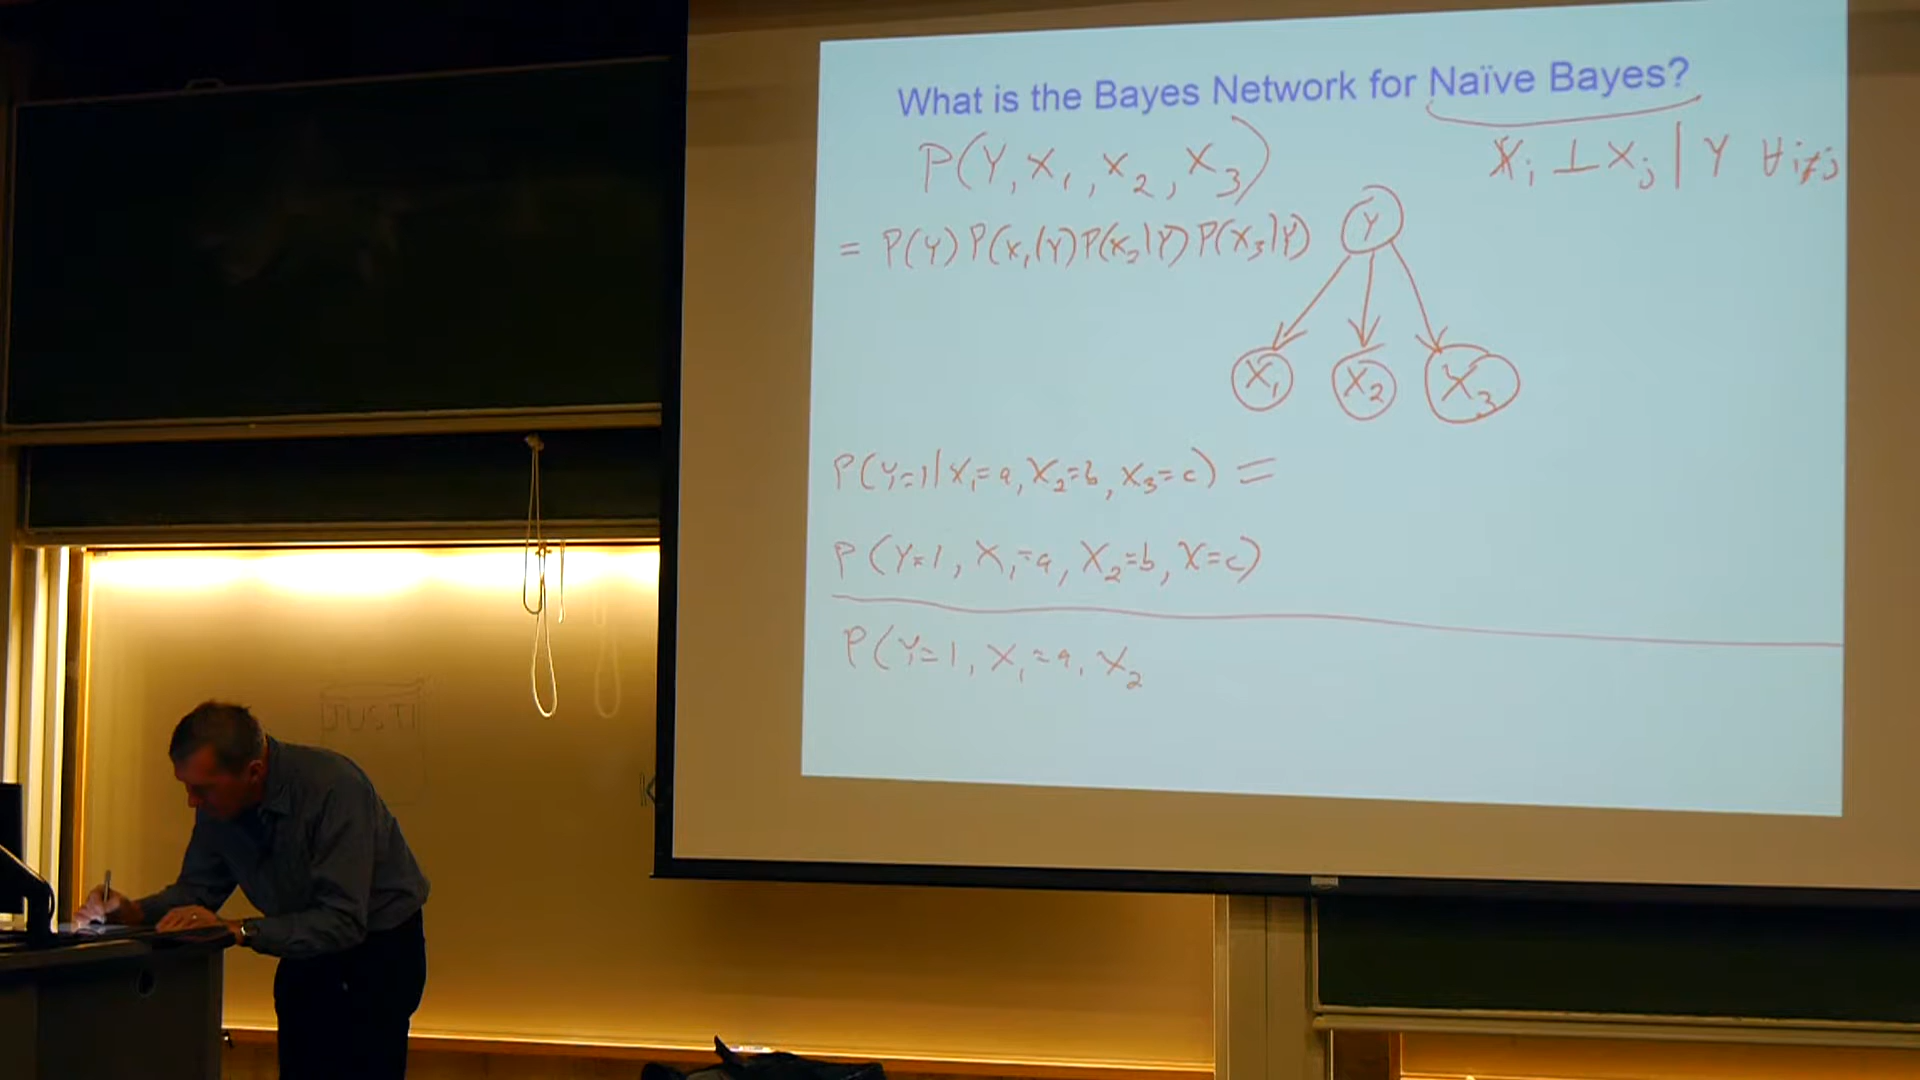 What is the Bayes Network for Naïve Bayes?
P(Y, X₁, X₂, X₃)
Xᵢ ⊥ Xⱼ | Y ∀ i≠j
= P(Y) P(X₁|Y) P(X₂|Y) P(X₃|Y)
Y
X₁ X₂ X₃
P(Y=1|X₁=a, X₂=b, X₃=c) =
P(Y=1, X₁=a, X₂=b, X=c)
P(Y=1, X₁=a, X₂
JUSTI
K